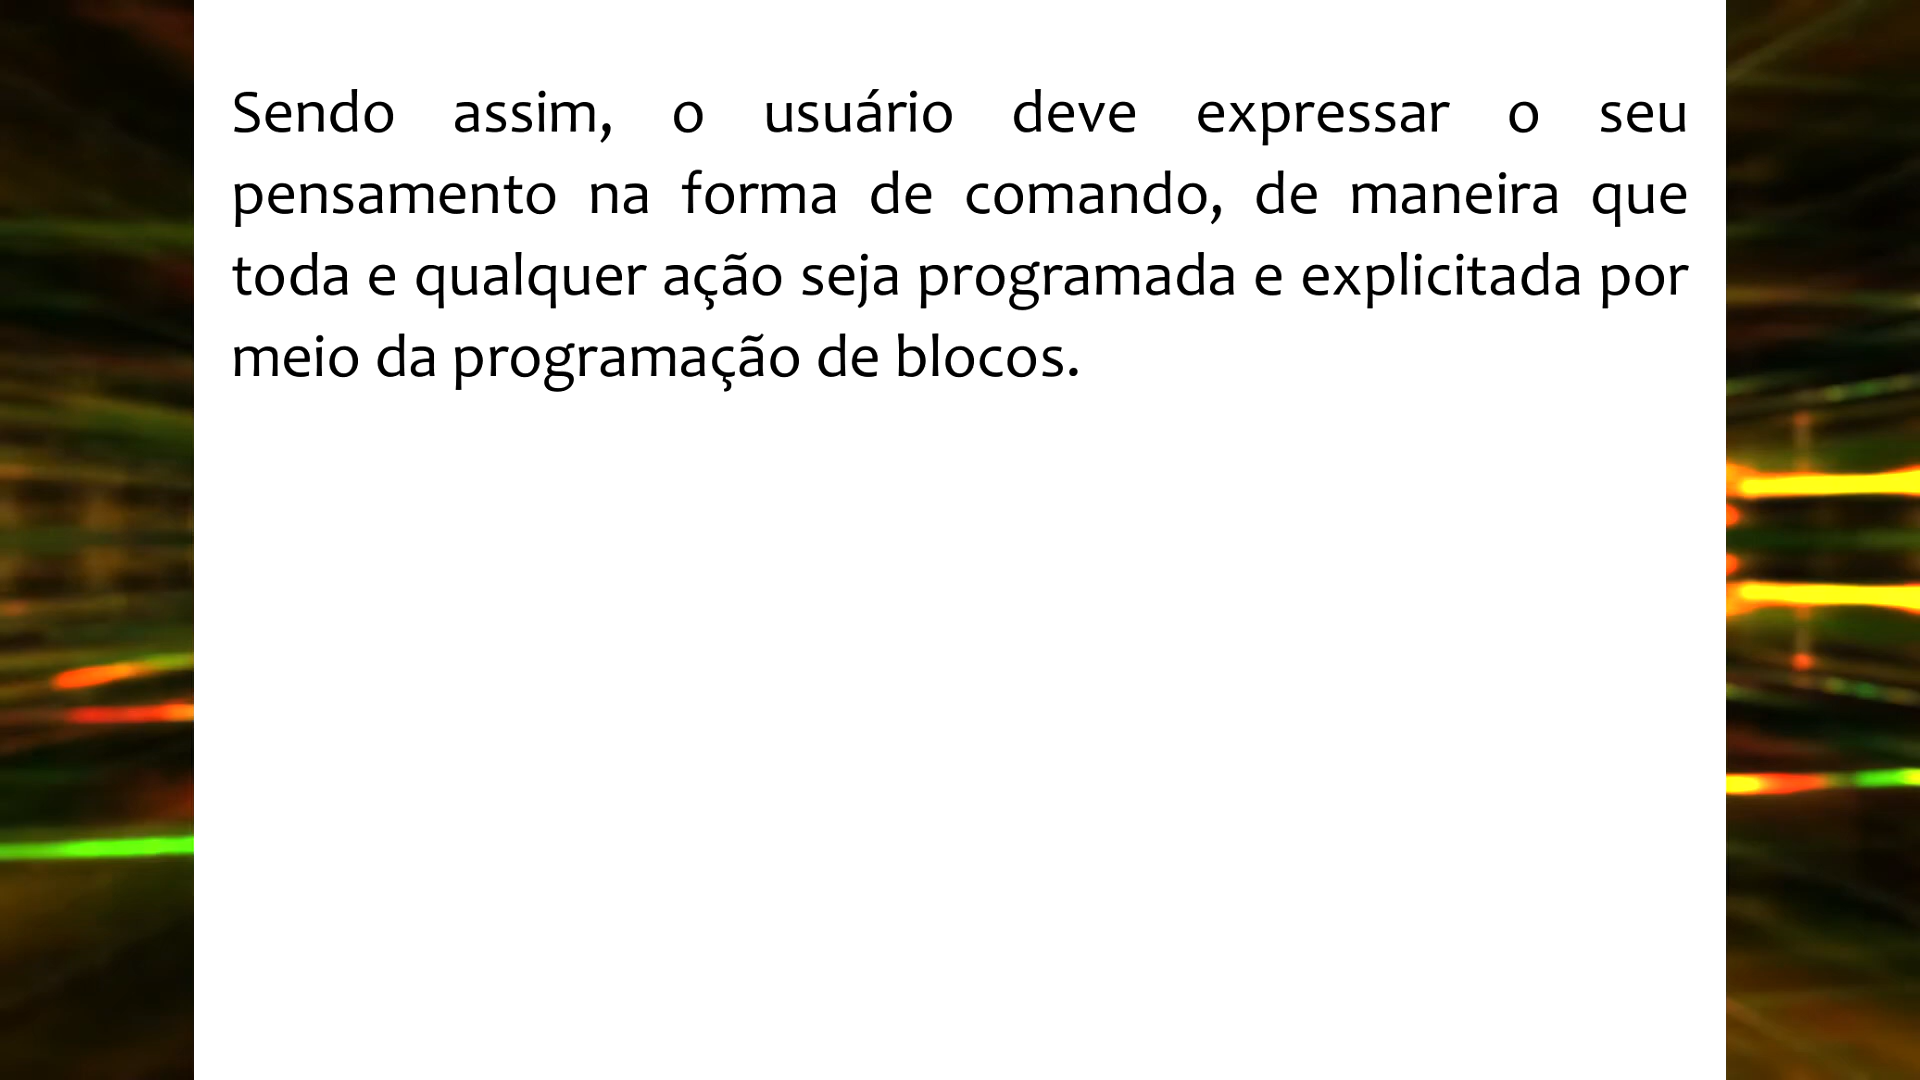 Sendo assim, o usuário deve expressar o seu
pensamento na forma de comando, de maneira que
toda e qualquer ação seja programada e explicitada por
meio da programação de blocos.